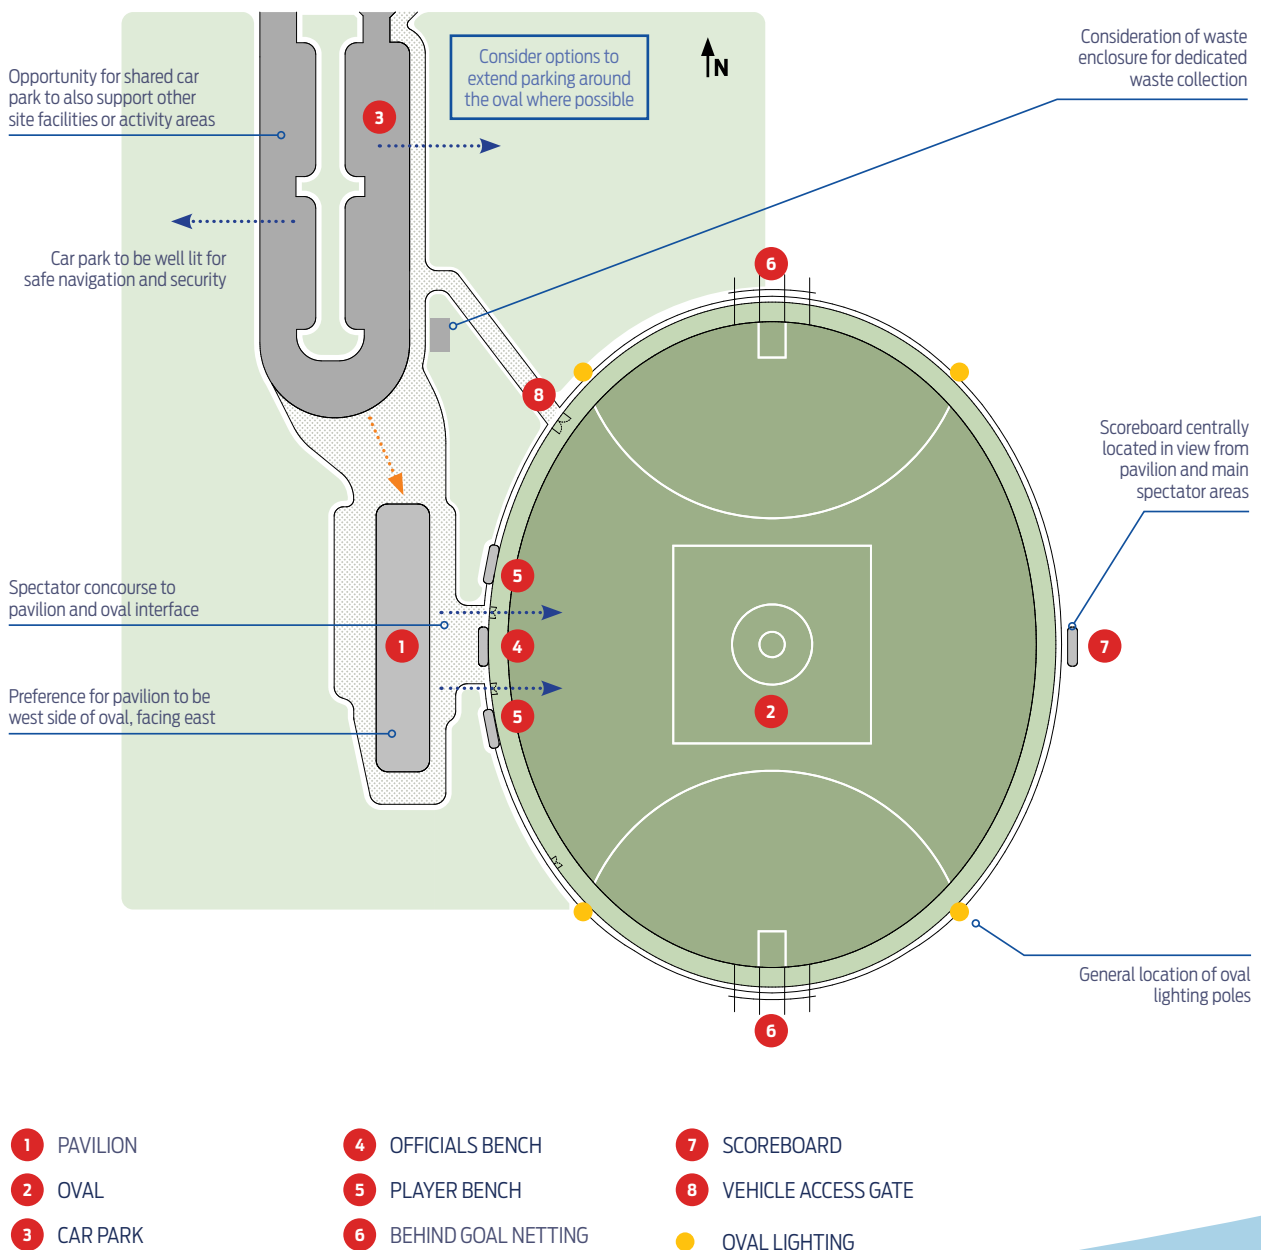 Opportunity for shared car
park to also support other
site facilities or activity areas
Consider options to
extend parking around
the oval where possible
N
Consideration of waste
enclosure for dedicated
waste collection
3
Car park to be well lit for
safe navigation and security
6
8
Scoreboard centrally
located in view from
pavilion and main
spectator areas
Spectator concourse to
pavilion and oval interface
5
1
4
7
Preference for pavilion to be
west side of oval, facing east
5
2
General location of oval
lighting poles
6
1 PAVILION
2 OVAL
3 CAR PARK
4 OFFICIALS BENCH
5 PLAYER BENCH
6 BEHIND GOAL NETTING
7 SCOREBOARD
8 VEHICLE ACCESS GATE
OVAL LIGHTING